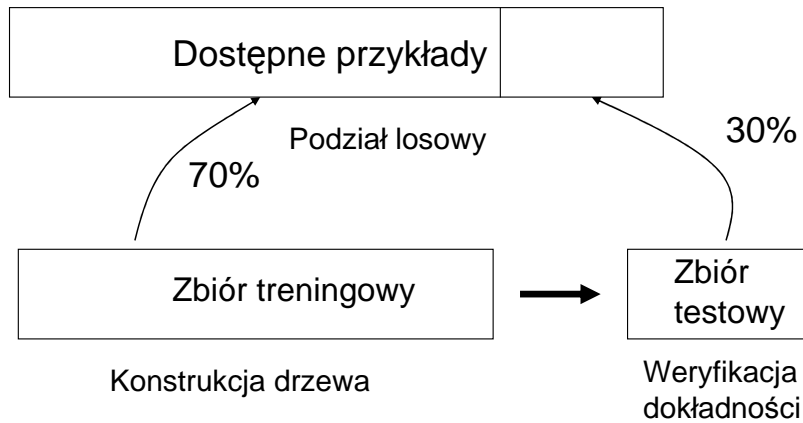 Dostępne przykłady
Podział losowy
70%
30%
Zbiór treningowy
Zbiór
testowy
Konstrukcja drzewa
Weryfikacja
dokładności